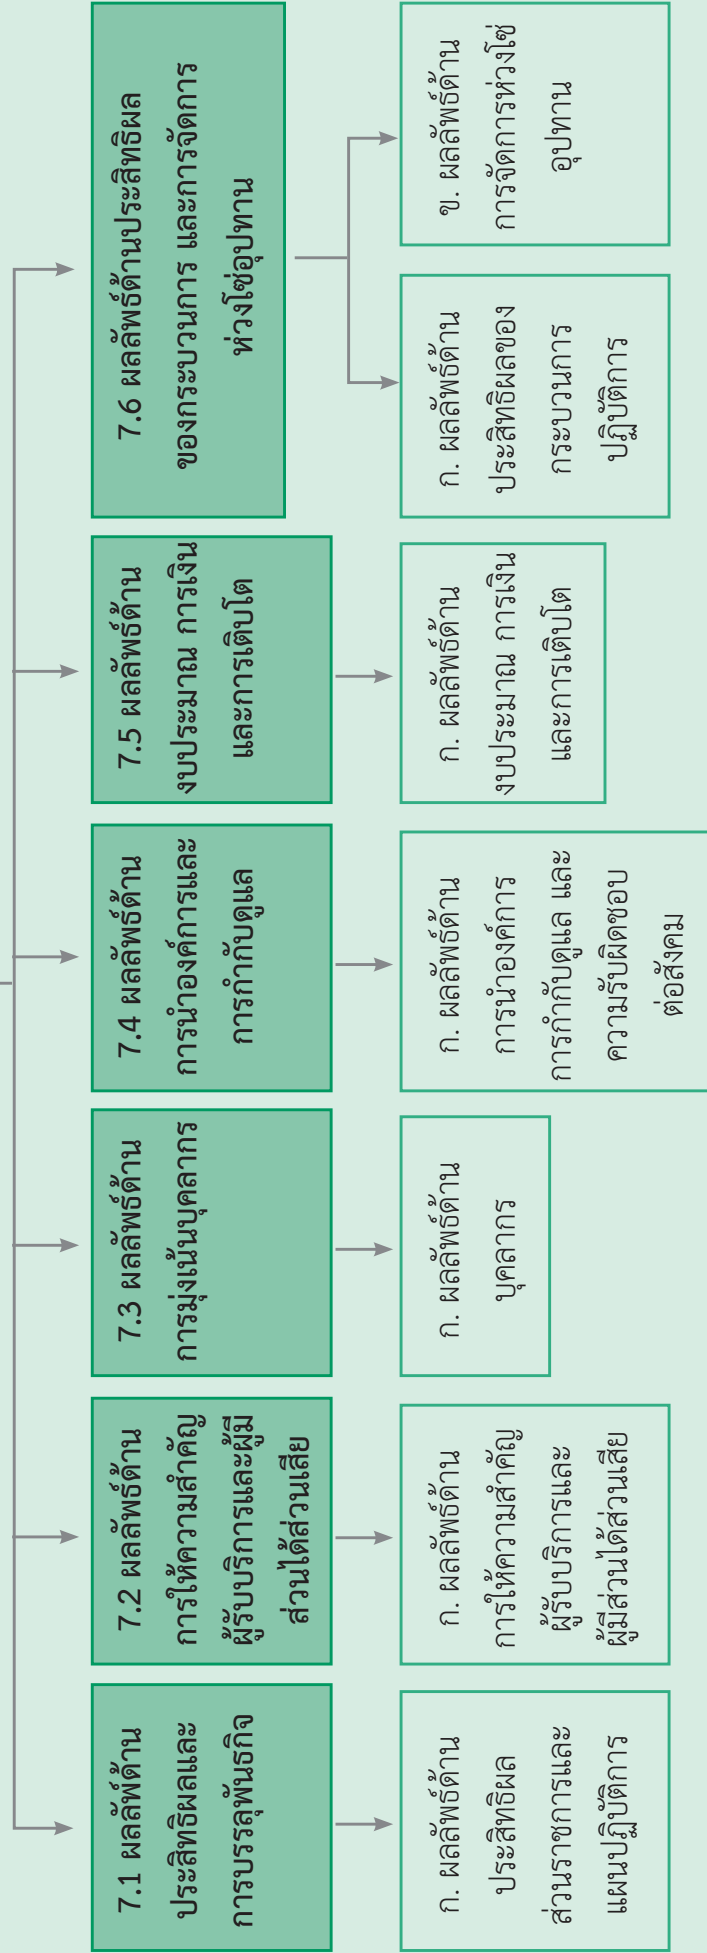 7.1 ผลลัพด้าน
ประสิทธิผลและ
การบรรลุพันธกิจ
7.2 ผลลัพธ์ด้าน
การให้ความสำคัญ
ผู้รับบริการและผู้มี
ส่วนได้ส่วนเสีย
7.3 ผลลัพธ์ด้าน
การมุ่งเน้นบุคลากร
7.4 ผลลัพธ์ด้าน
การนำองค์การและ
การกำกับดูแล
7.5 ผลลัพธ์ด้าน
งบประมาณ การเงิน
และการเติบโต
7.6 ผลลัพธ์ด้านประสิทธิผล
ของกระบวนการ และการจัดการ
ห่วงโซ่อุปทาน
ก. ผลลัพธ์ด้าน
ประสิทธิผล
ส่วนราชการและ
แผนปฏิบัติการ
ก. ผลลัพธ์ด้าน
การให้ความสำคัญ
ผู้รับบริการและ
ผู้มีส่วนได้ส่วนเสีย
ก. ผลลัพธ์ด้าน
บุคลากร
ก. ผลลัพธ์ด้าน
การนำองค์การ
การกำกับดูแล และ
ความรับผิดชอบ
ต่อสังคม
ก. ผลลัพธ์ด้าน
งบประมาณ การเงิน
และการเติบโต
ก. ผลลัพธ์ด้าน
ประสิทธิผลของ
กระบวนการ
ปฏิบัติการ
ข. ผลลัพธ์ด้าน
การจัดการห่วงโซ่
อุปทาน